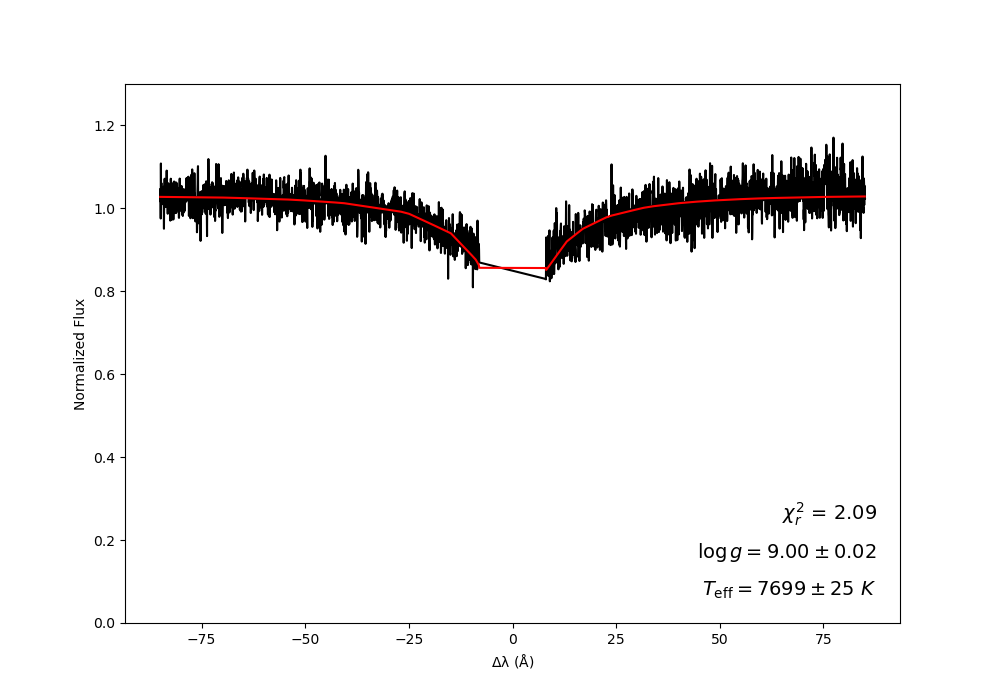 1.2
1.0
0.8
0.6
0.4
0.2
0.0
Normalized Flux
χ²ᵣ = 2.09
log g = 9.00 ± 0.02
T_eff = 7699 ± 25 K
−75 −50 −25 0 25 50 75
Δλ (Å)